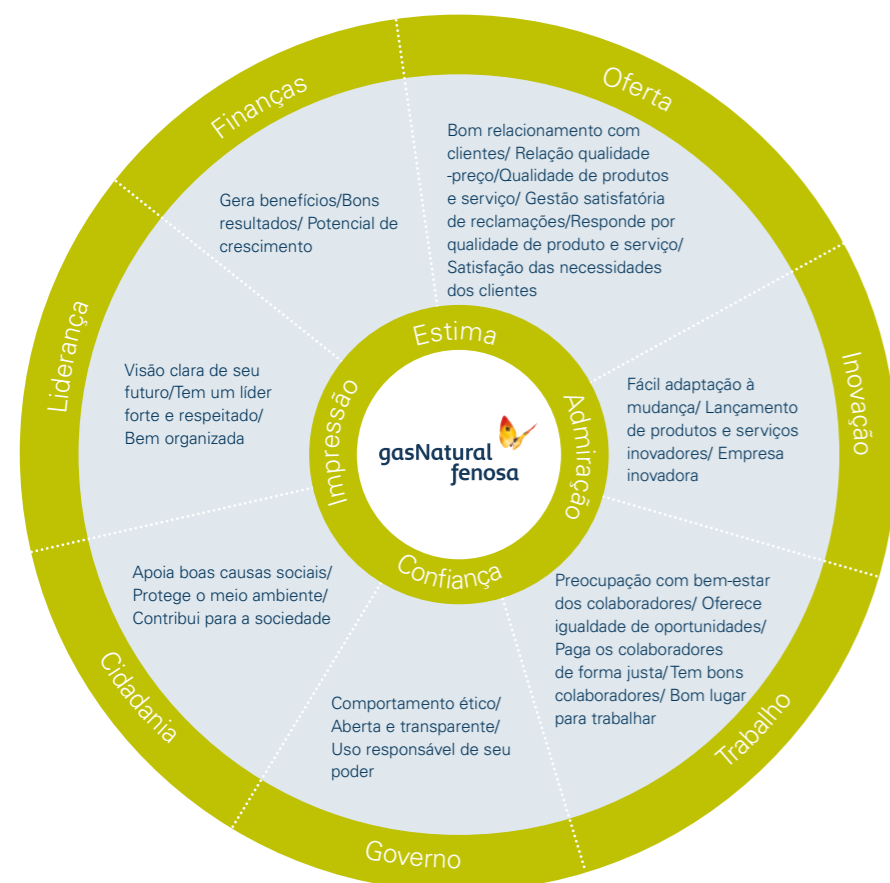 Finanças
Oferta
Bom relacionamento com
clientes/ Relação qualidade
-preço/Qualidade de produtos
e serviço/ Gestão satisfatória
de reclamações/Responde por
qualidade de produto e serviço/
Satisfação das necessidades
dos clientes
Gera benefícios/Bons
resultados/ Potencial de
crescimento
Liderança
Visão clara de seu
futuro/Tem um líder
forte e respeitado/
Bem organizada
Estima
Impressão
Admiração
Confiança
gasNatural
fenosa
Inovação
Fácil adaptação à
mudança/ Lançamento
de produtos e serviços
inovadores/ Empresa
inovadora
Apoia boas causas sociais/
Protege o meio ambiente/
Contribui para a sociedade
Cidadania
Preocupação com bem-estar
dos colaboradores/ Oferece
igualdade de oportunidades/
Paga os colaboradores
de forma justa/Tem bons
colaboradores/ Bom lugar
para trabalhar
Trabalho
Comportamento ético/
Aberta e transparente/
Uso responsável de seu
poder
Governo